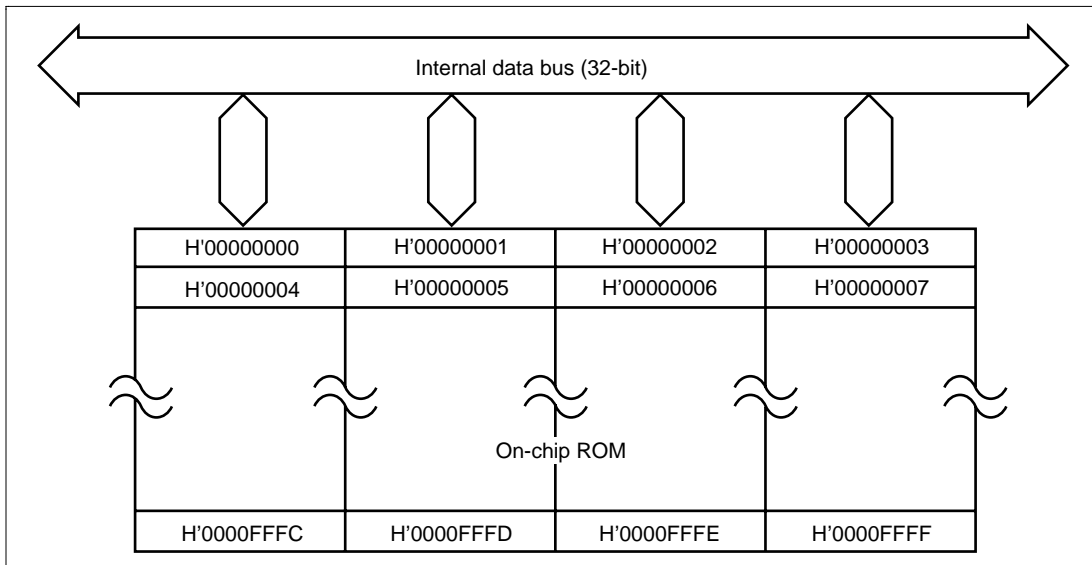 Internal data bus (32-bit)
H'00000000 H'00000001 H'00000002 H'00000003
H'00000004 H'00000005 H'00000006 H'00000007
On-chip ROM
H'0000FFFC H'0000FFFD H'0000FFFE H'0000FFFF